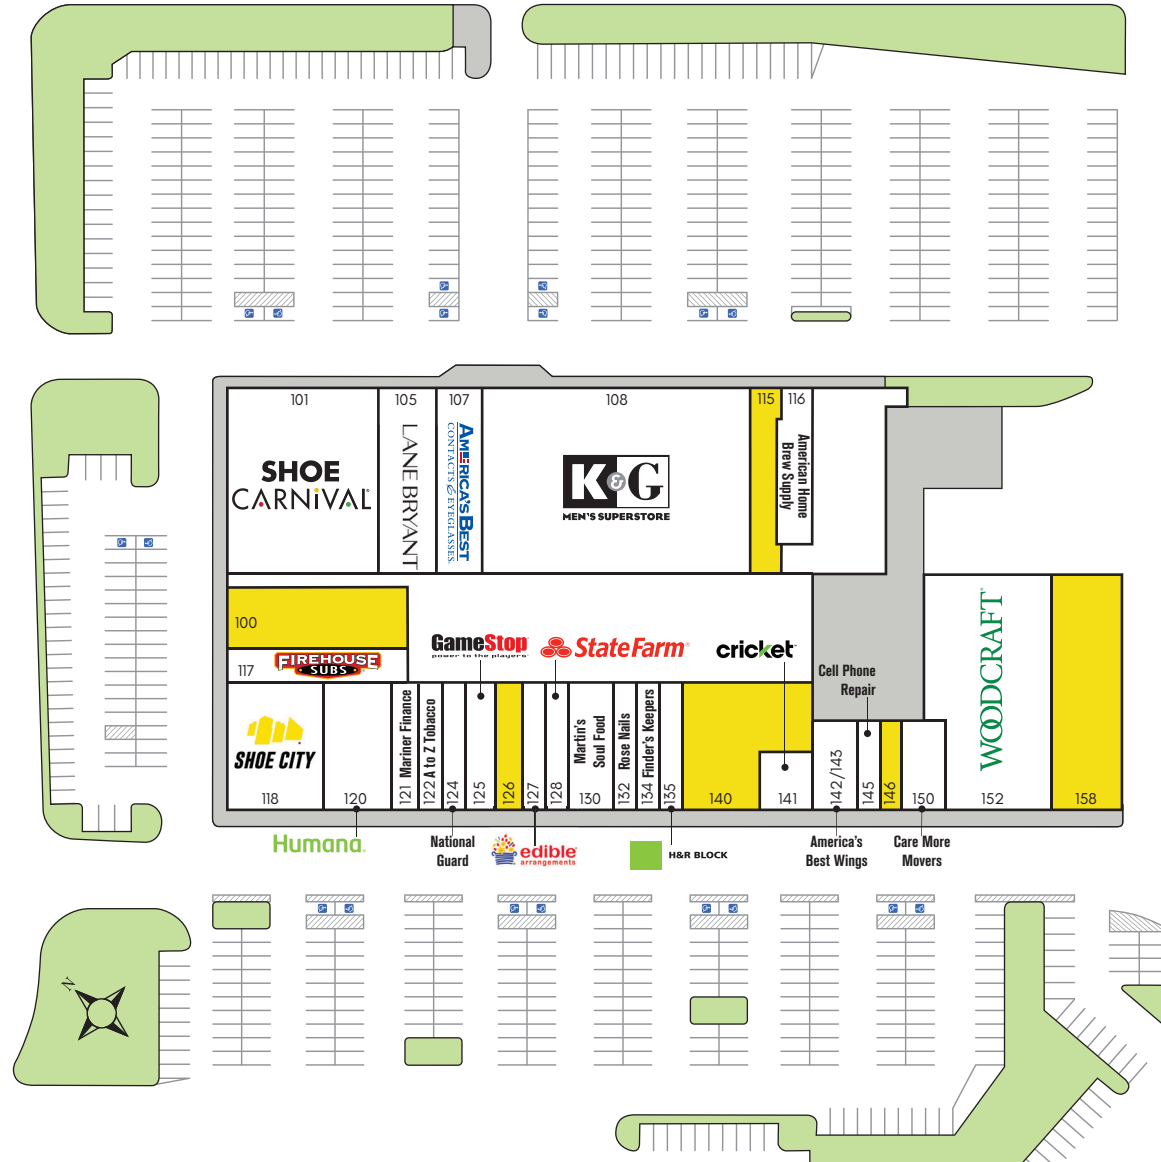 101
105
107
108
115
116
SHOE
CARNiVAL®
LANE BRYANT
AMERICA'S BEST
CONTACTS & EYEGLASSES.
K&G
MEN'S SUPERSTORE
American Home
Brew Supply
100
117
FIREHOUSE
SUBS
GameStop
power to the players
State Farm®
cricket
Cell Phone
Repair
WOODCRAFT®
SHOE CITY
118
120
121 Mariner Finance
122 A to Z Tobacco
124
125
126
127
128
Martin's
Soul Food
130
132 Rose Nails
134 Finder's Keepers
135
140
141
142/143
145
146
150
152
158
Humana.
National
Guard
edible®
arrangements
H&R BLOCK
America's
Best Wings
Care More
Movers
N